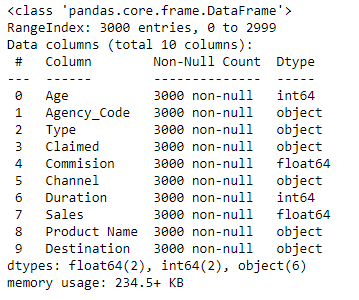 <class 'pandas.core.frame.DataFrame'>
RangeIndex: 3000 entries, 0 to 2999
Data columns (total 10 columns):
 #   Column        Non-Null Count  Dtype
---  ------        --------------  -----
 0   Age           3000 non-null   int64
 1   Agency_Code   3000 non-null   object
 2   Type          3000 non-null   object
 3   Claimed       3000 non-null   object
 4   Commision     3000 non-null   float64
 5   Channel       3000 non-null   object
 6   Duration      3000 non-null   int64
 7   Sales         3000 non-null   float64
 8   Product Name  3000 non-null   object
 9   Destination   3000 non-null   object
dtypes: float64(2), int64(2), object(6)
memory usage: 234.5+ KB